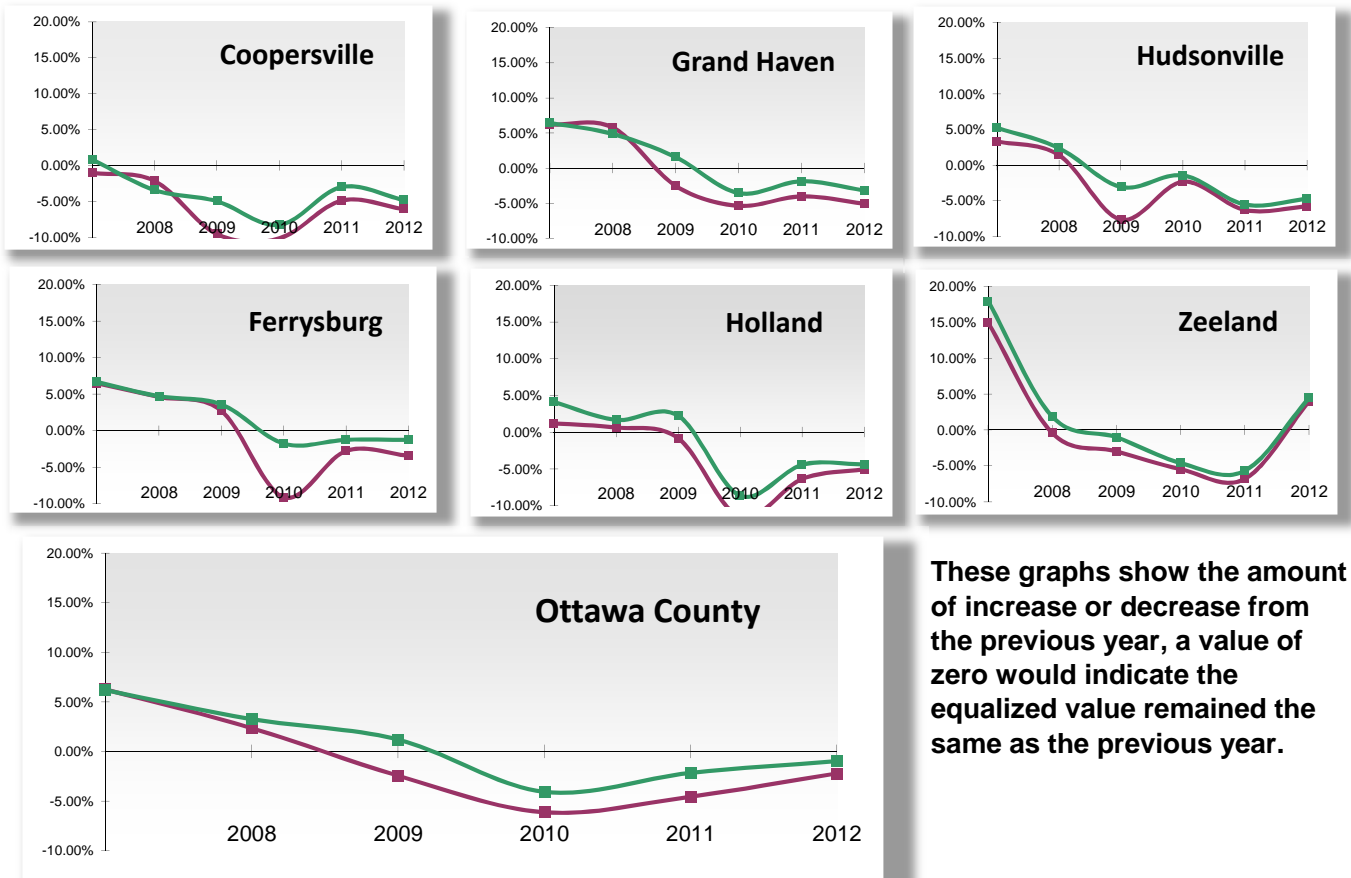 Coopersville
20.00%
15.00%
10.00%
5.00%
0.00%
-5.00%
-10.00%
2008 2009 2010 2011 2012
Grand Haven
20.00%
15.00%
10.00%
5.00%
0.00%
-5.00%
-10.00%
2008 2009 2010 2011 2012
Hudsonville
20.00%
15.00%
10.00%
5.00%
0.00%
-5.00%
-10.00%
2008 2009 2010 2011 2012
Ferrysburg
20.00%
15.00%
10.00%
5.00%
0.00%
-5.00%
-10.00%
2008 2009 2010 2011 2012
Holland
20.00%
15.00%
10.00%
5.00%
0.00%
-5.00%
-10.00%
2008 2009 2010 2011 2012
Zeeland
20.00%
15.00%
10.00%
5.00%
0.00%
-5.00%
-10.00%
2008 2009 2010 2011 2012
Ottawa County
20.00%
15.00%
10.00%
5.00%
0.00%
-5.00%
-10.00%
2008 2009 2010 2011 2012
These graphs show the amount
of increase or decrease from
the previous year, a value of
zero would indicate the
equalized value remained the
same as the previous year.